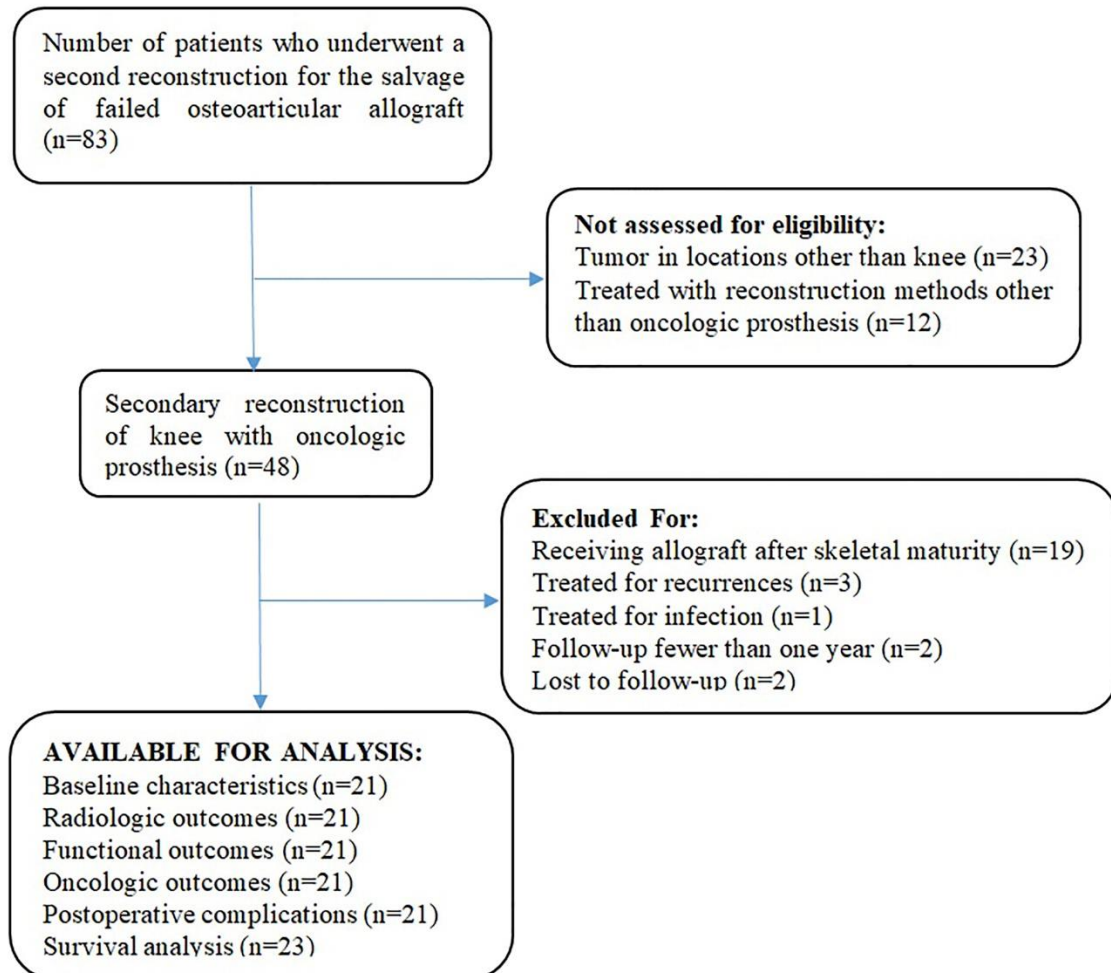 Number of patients who underwent a
second reconstruction for the salvage
of failed osteoarticular allograft
(n=83)
Not assessed for eligibility:
Tumor in locations other than knee (n=23)
Treated with reconstruction methods other
than oncologic prosthesis (n=12)
Secondary reconstruction
of knee with oncologic
prosthesis (n=48)
Excluded For:
Receiving allograft after skeletal maturity (n=19)
Treated for recurrences (n=3)
Treated for infection (n=1)
Follow-up fewer than one year (n=2)
Lost to follow-up (n=2)
AVAILABLE FOR ANALYSIS:
Baseline characteristics (n=21)
Radiologic outcomes (n=21)
Functional outcomes (n=21)
Oncologic outcomes (n=21)
Postoperative complications (n=21)
Survival analysis (n=23)